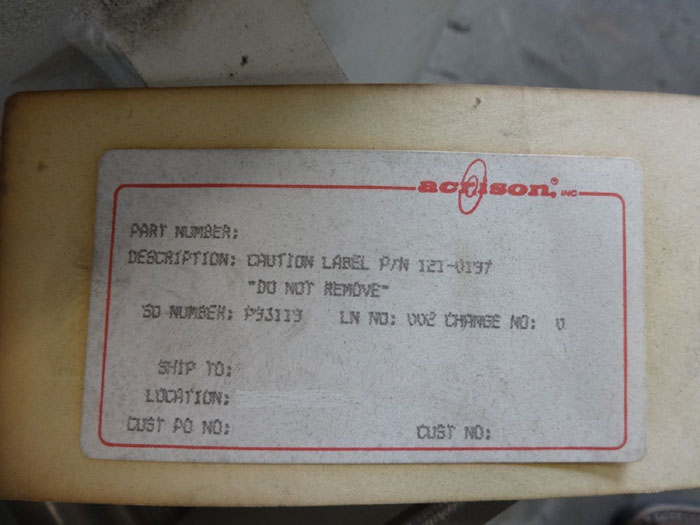 acrison, INC
PART NUMBER:
DESCRIPTION: CAUTION LABEL P/N 121-0197
"DO NOT REMOVE"
SO NUMBER: P93119 LN NO: 002 CHANGE NO: 0
SHIP TO:
LOCATION:
CUST PO NO: CUST NO: